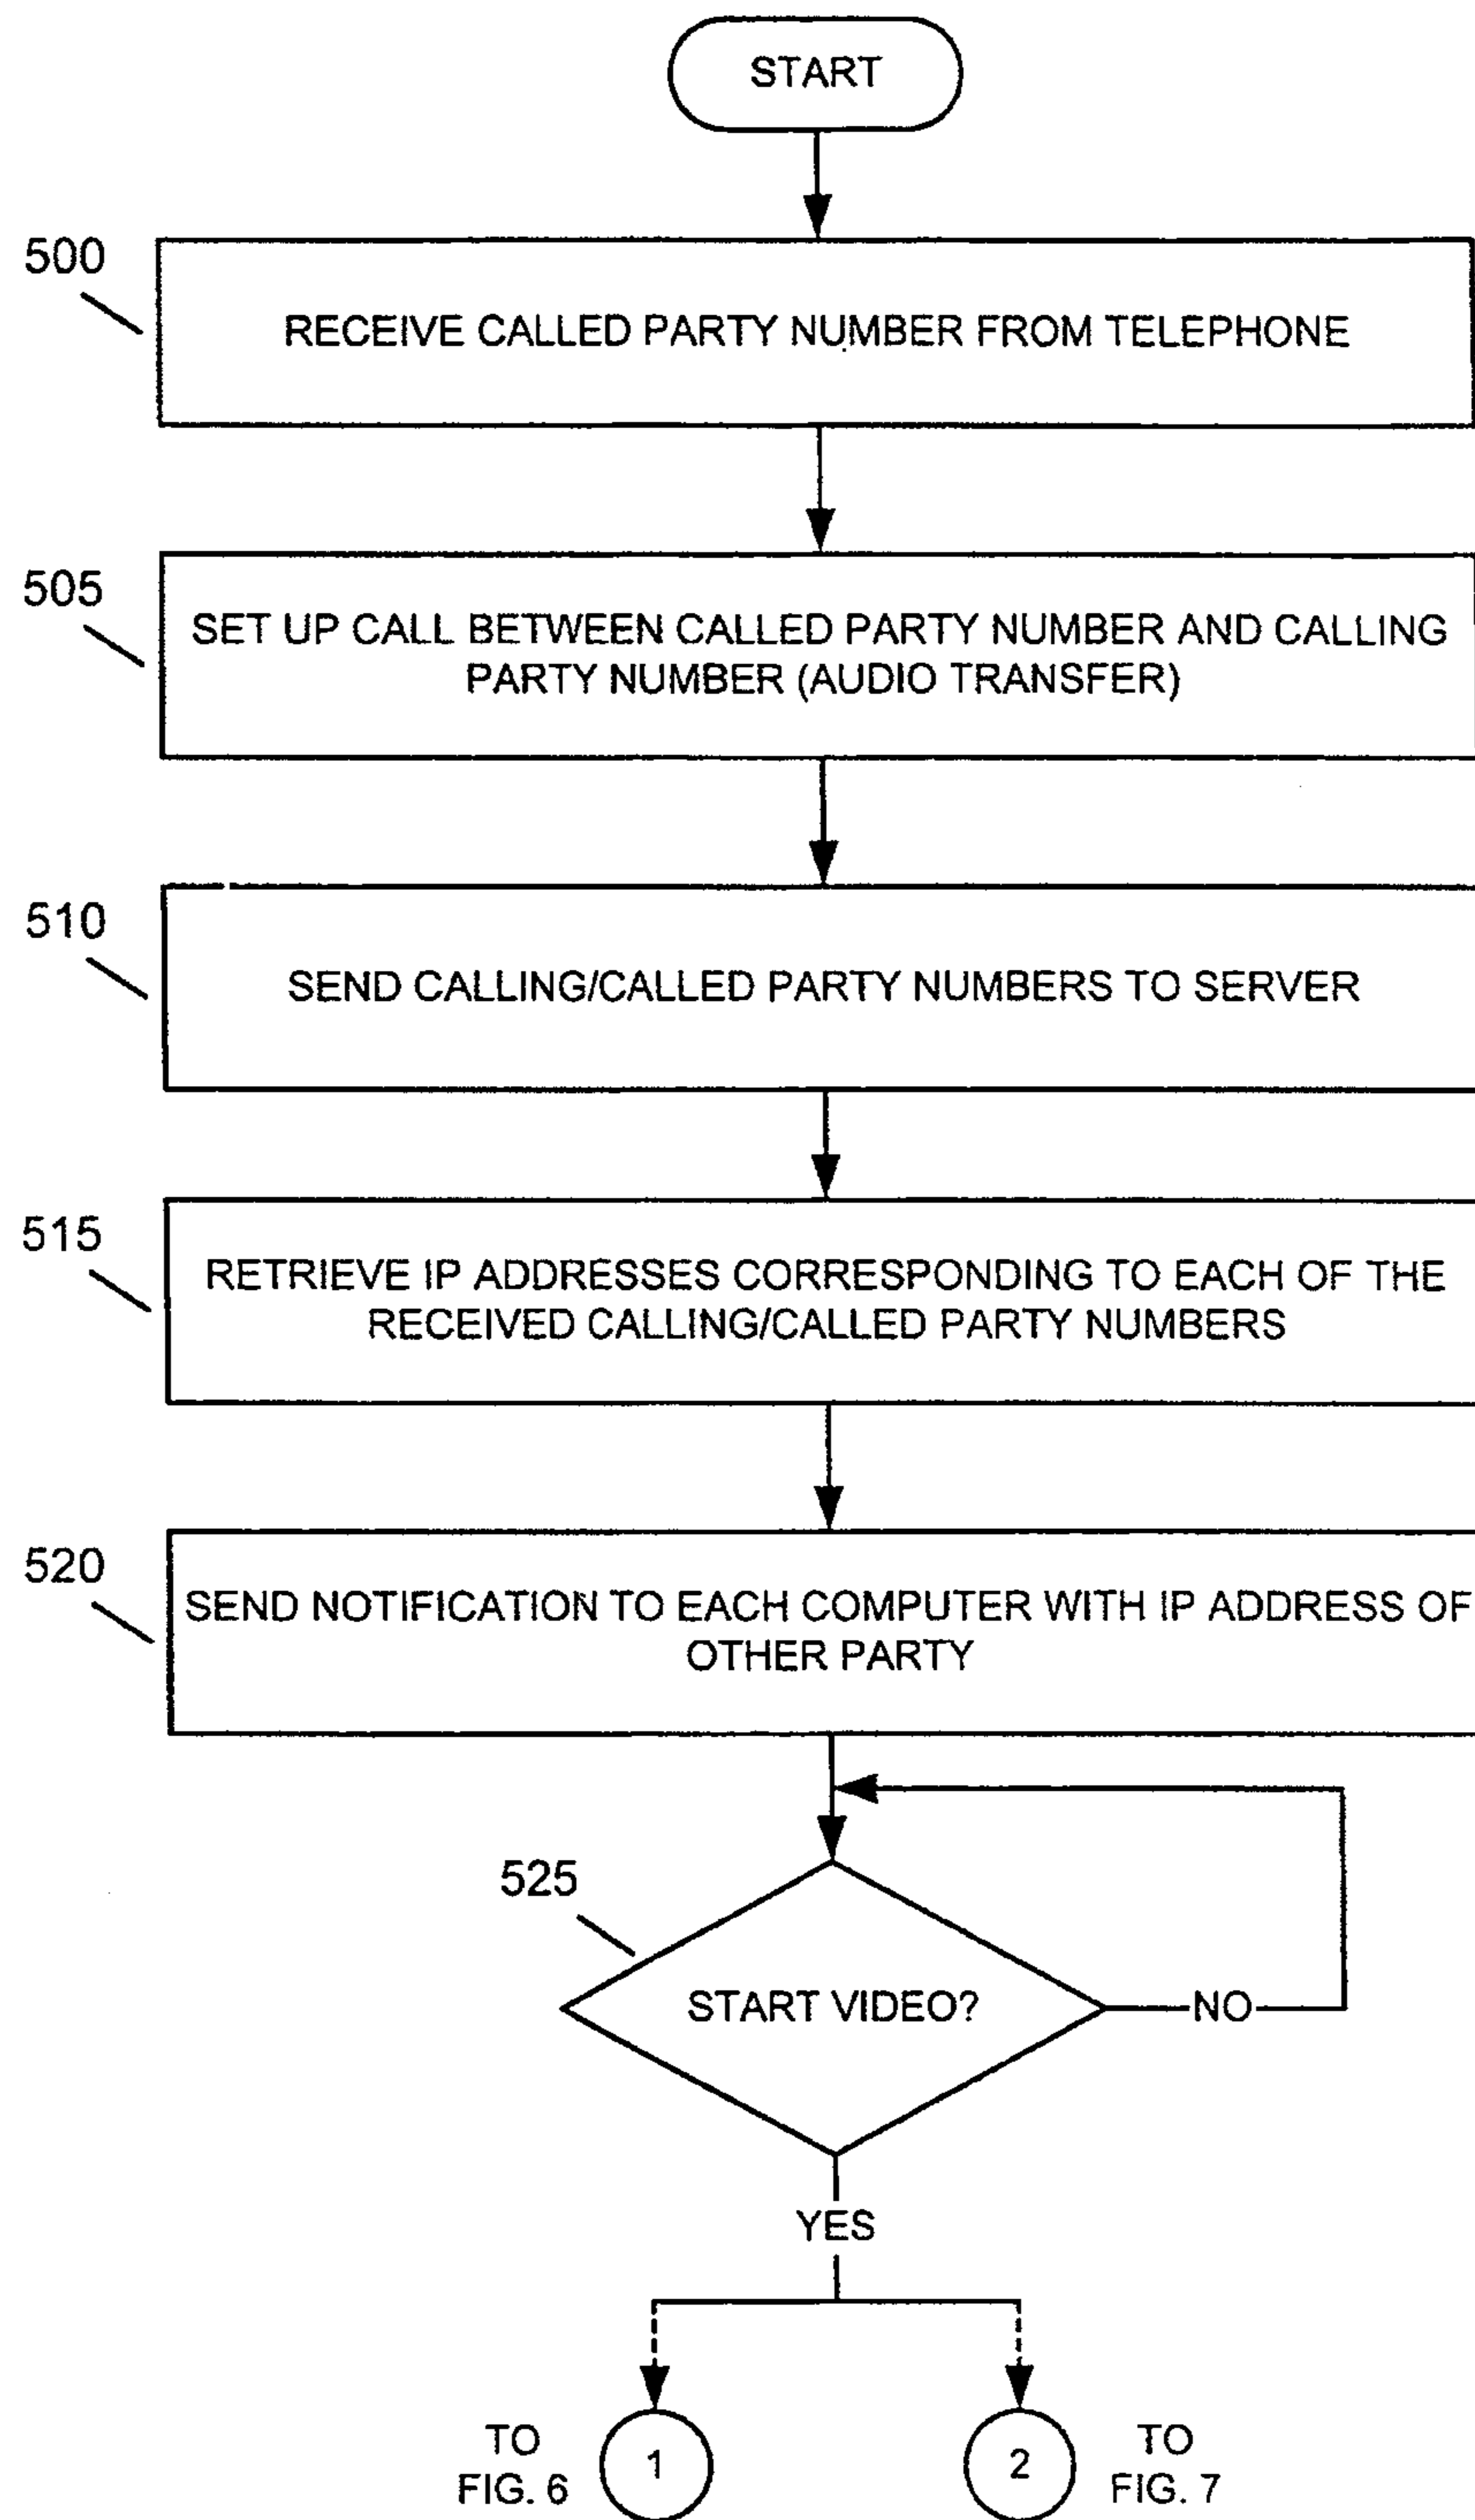 START
500
RECEIVE CALLED PARTY NUMBER FROM TELEPHONE
505
SET UP CALL BETWEEN CALLED PARTY NUMBER AND CALLING
PARTY NUMBER (AUDIO TRANSFER)
510
SEND CALLING/CALLED PARTY NUMBERS TO SERVER
515
RETRIEVE IP ADDRESSES CORRESPONDING TO EACH OF THE
RECEIVED CALLING/CALLED PARTY NUMBERS
520
SEND NOTIFICATION TO EACH COMPUTER WITH IP ADDRESS OF
OTHER PARTY
525
START VIDEO?
NO
YES
TO
FIG. 6
1
2
TO
FIG. 7